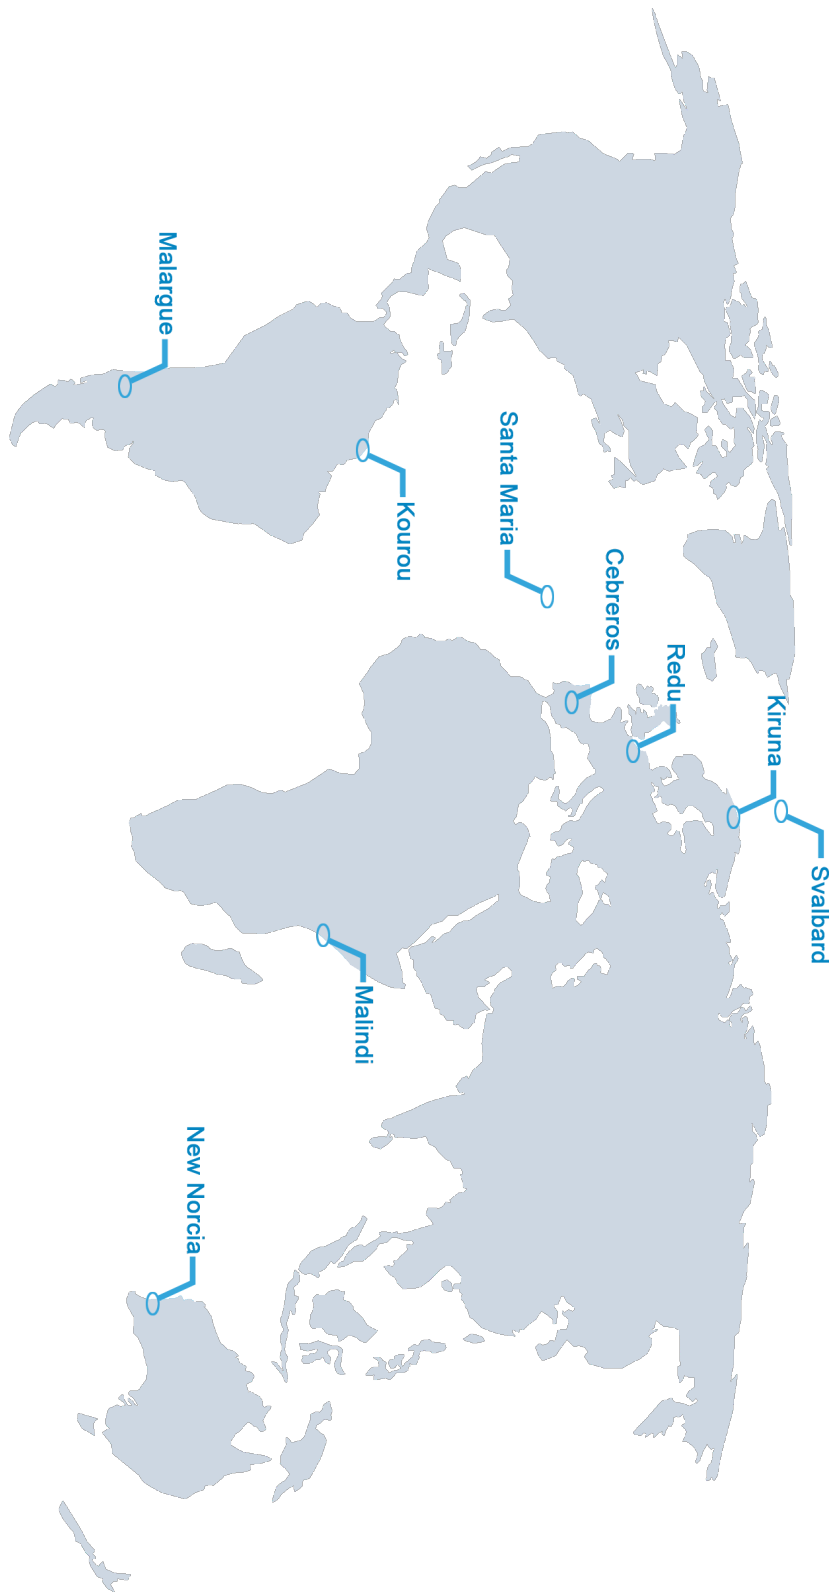 Svalbard
Kiruna
Redu
Cebreros
Santa Maria
Kourou
Malindi
New Norcia
Malargue